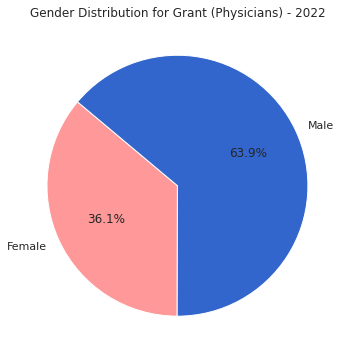 Gender Distribution for Grant (Physicians) - 2022
Male
63.9%
36.1%
Female